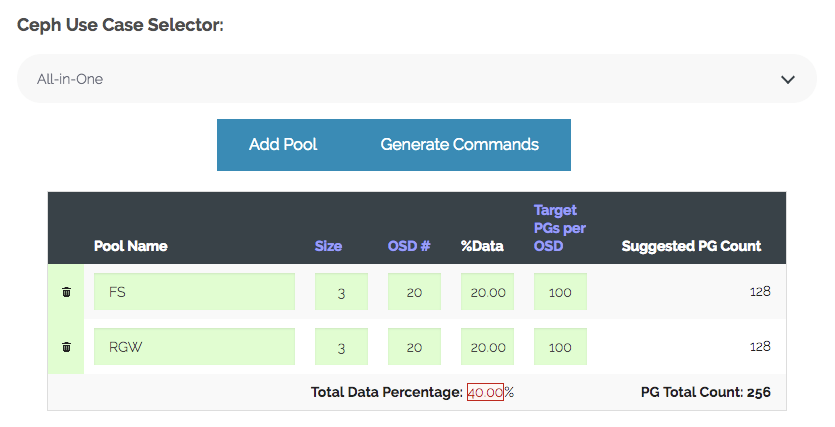 Ceph Use Case Selector:
All-in-One
Add Pool Generate Commands
Pool Name Size OSD # %Data Target PGs per OSD Suggested PG Count
FS 3 20 20.00 100 128
RGW 3 20 20.00 100 128
Total Data Percentage: 40.00% PG Total Count: 256